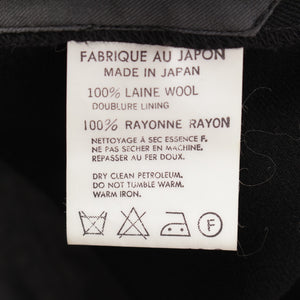 FABRIQUE AU JAPON
MADE IN JAPAN
100% LAINE WOOL
DOUBLURE LINING
100% RAYONNE RAYON
NETTOYAGE À SEC ESSENCE F.
NE PAS SECHER EN MACHINE.
REPASSER AU FER DOUX.
DRY CLEAN PETROLEUM.
DO NOT TUMBLE WARM.
WARM IRON.
F